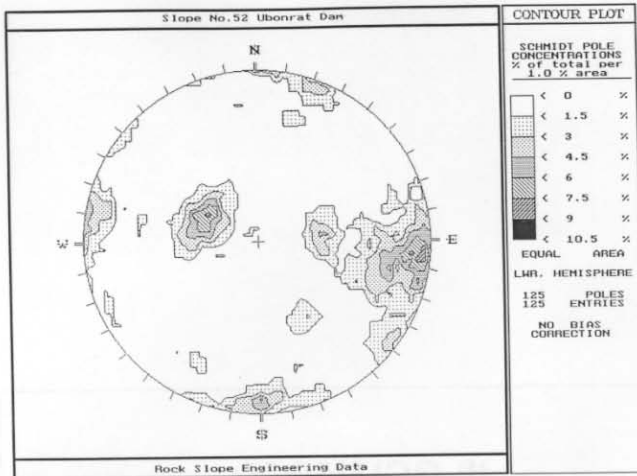 Slope No.52 Ubonrat Dam
N
W
E
S
Rock Slope Engineering Data
CONTOUR PLOT
SCHMIDT POLE
CONCENTRATIONS
% of total per
1.0 % area
< 0 %
< 1.5 %
< 3 %
< 4.5 %
< 6 %
< 7.5 %
< 9 %
< 10.5 %
EQUAL AREA
LWR. HEMISPHERE
125 POLES
125 ENTRIES
NO BIAS
CORRECTION